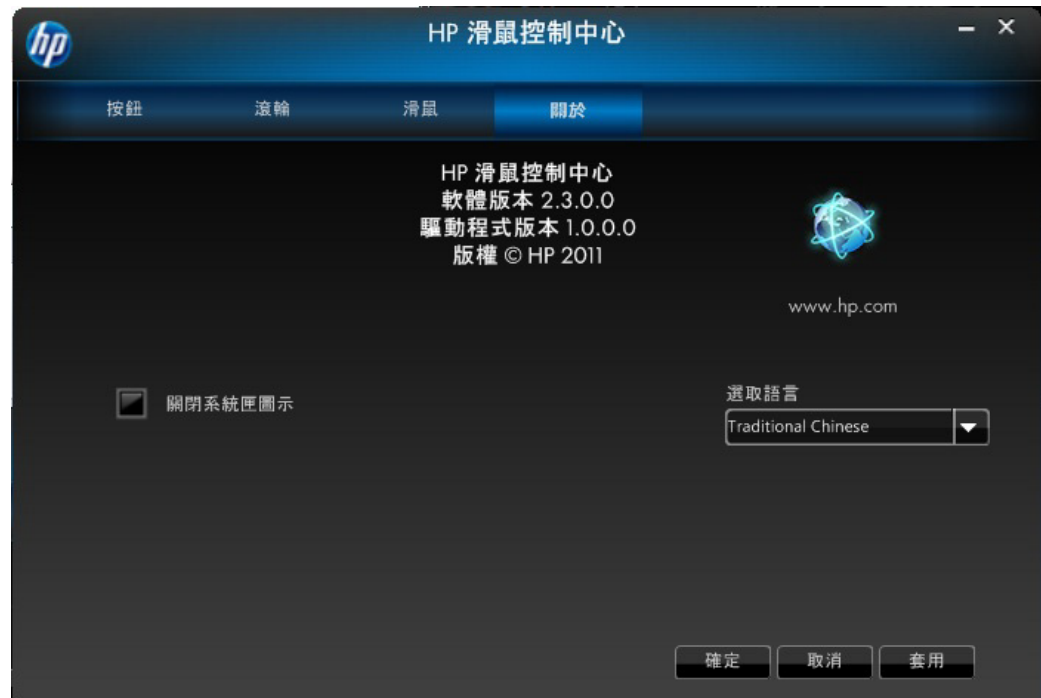 hp
HP 滑鼠控制中心
按鈕 滾輪 滑鼠 關於
HP 滑鼠控制中心
軟體版本 2.3.0.0
驅動程式版本 1.0.0.0
版權 © HP 2011
www.hp.com
關閉系統匣圖示
選取語言
Traditional Chinese
確定 取消 套用